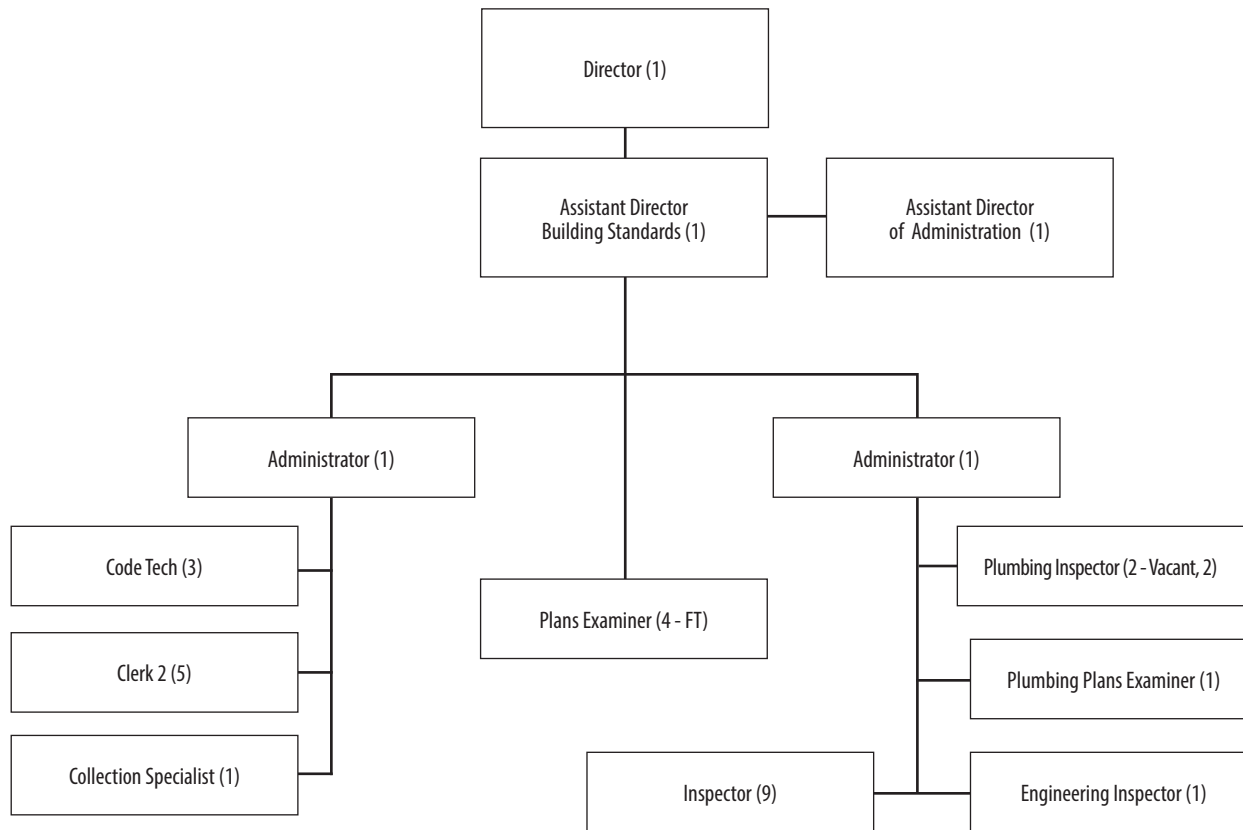 Director (1)
Assistant Director
Building Standards (1)
Assistant Director
of Administration (1)
Administrator (1)
Administrator (1)
Code Tech (3)
Plumbing Inspector (2 - Vacant, 2)
Plans Examiner (4 - FT)
Clerk 2 (5)
Plumbing Plans Examiner (1)
Collection Specialist (1)
Inspector (9)
Engineering Inspector (1)